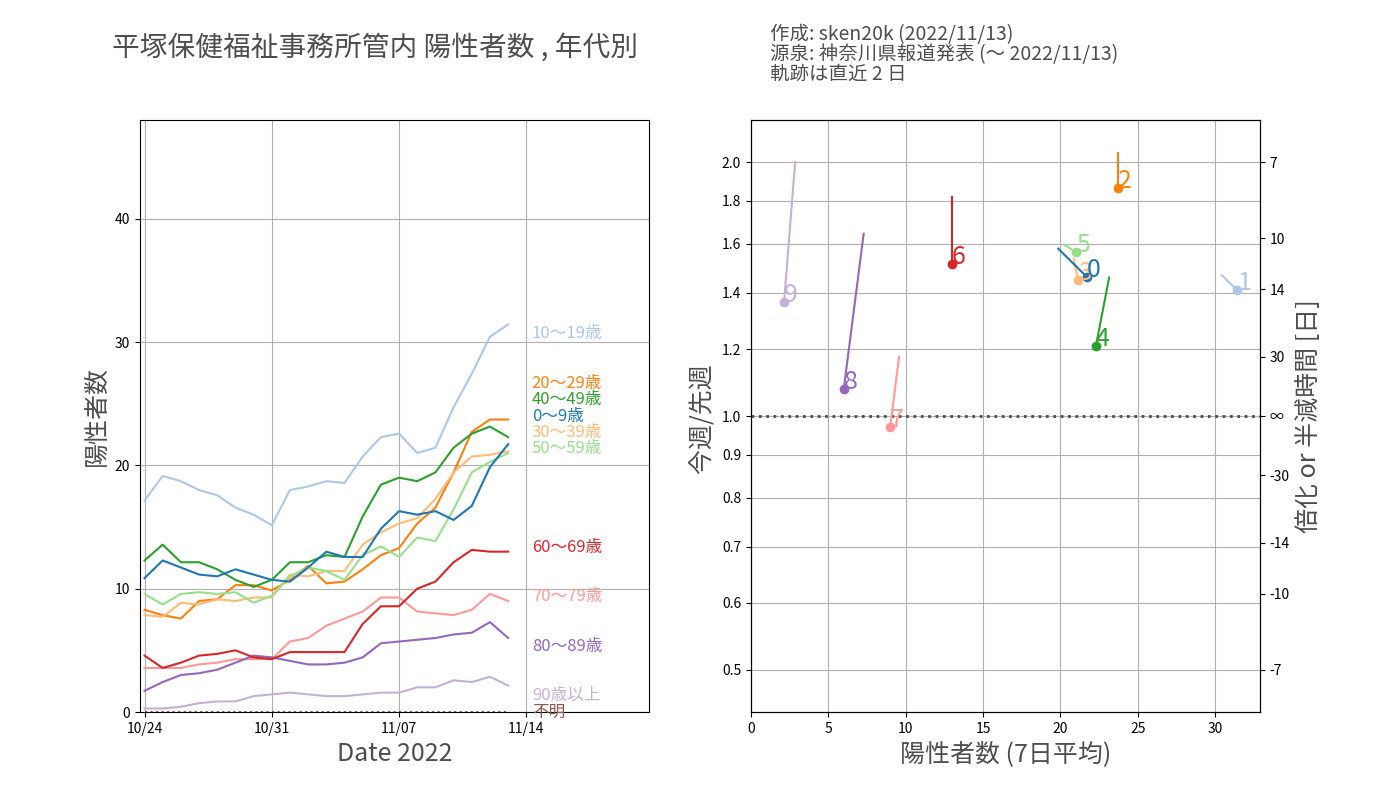 平塚保健福祉事務所管内 陽性者数 , 年代別
作成: sken20k (2022/11/13)
源泉: 神奈川県報道発表 (〜 2022/11/13)
軌跡は直近 2 日
陽性者数
40
30
20
10
0
10〜19歳
20〜29歳
40〜49歳
0〜9歳
30〜39歳
50〜59歳
60〜69歳
70〜79歳
80〜89歳
90歳以上
不明
10/24
10/31
11/07
11/14
Date 2022
今週/先週
2.0
1.8
1.6
1.4
1.2
1.0
0.9
0.8
0.7
0.6
0.5
9
8
7
6
5
3
0
4
2
1
7
10
14
30
∞
-30
-14
-10
-7
倍化 or 半減時間 [日]
0
5
10
15
20
25
30
陽性者数 (7日平均)